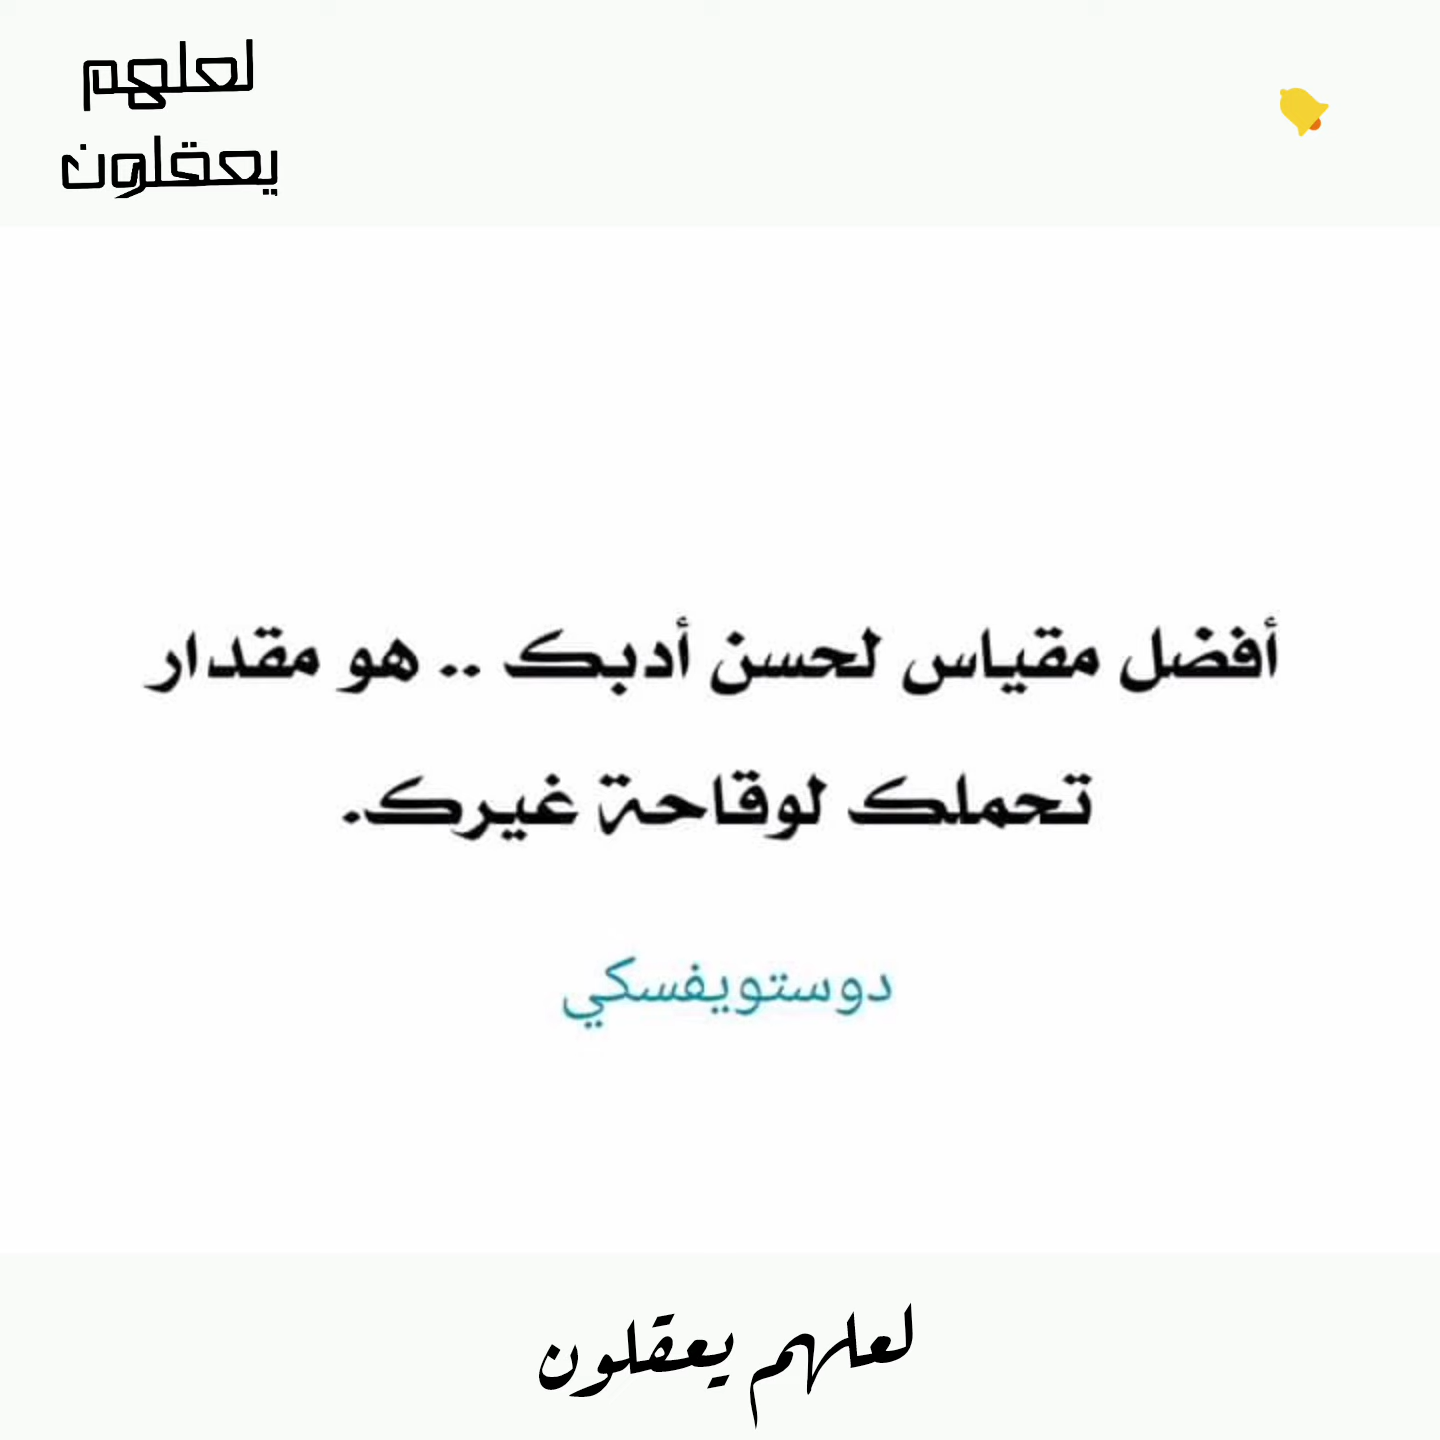 لعلهم
يعقلون
أفضل مقياس لحسن أدبك .. هو مقدار
تحملك لوقاحة غيرك.
دوستويفسكي
لعلهم يعقلون